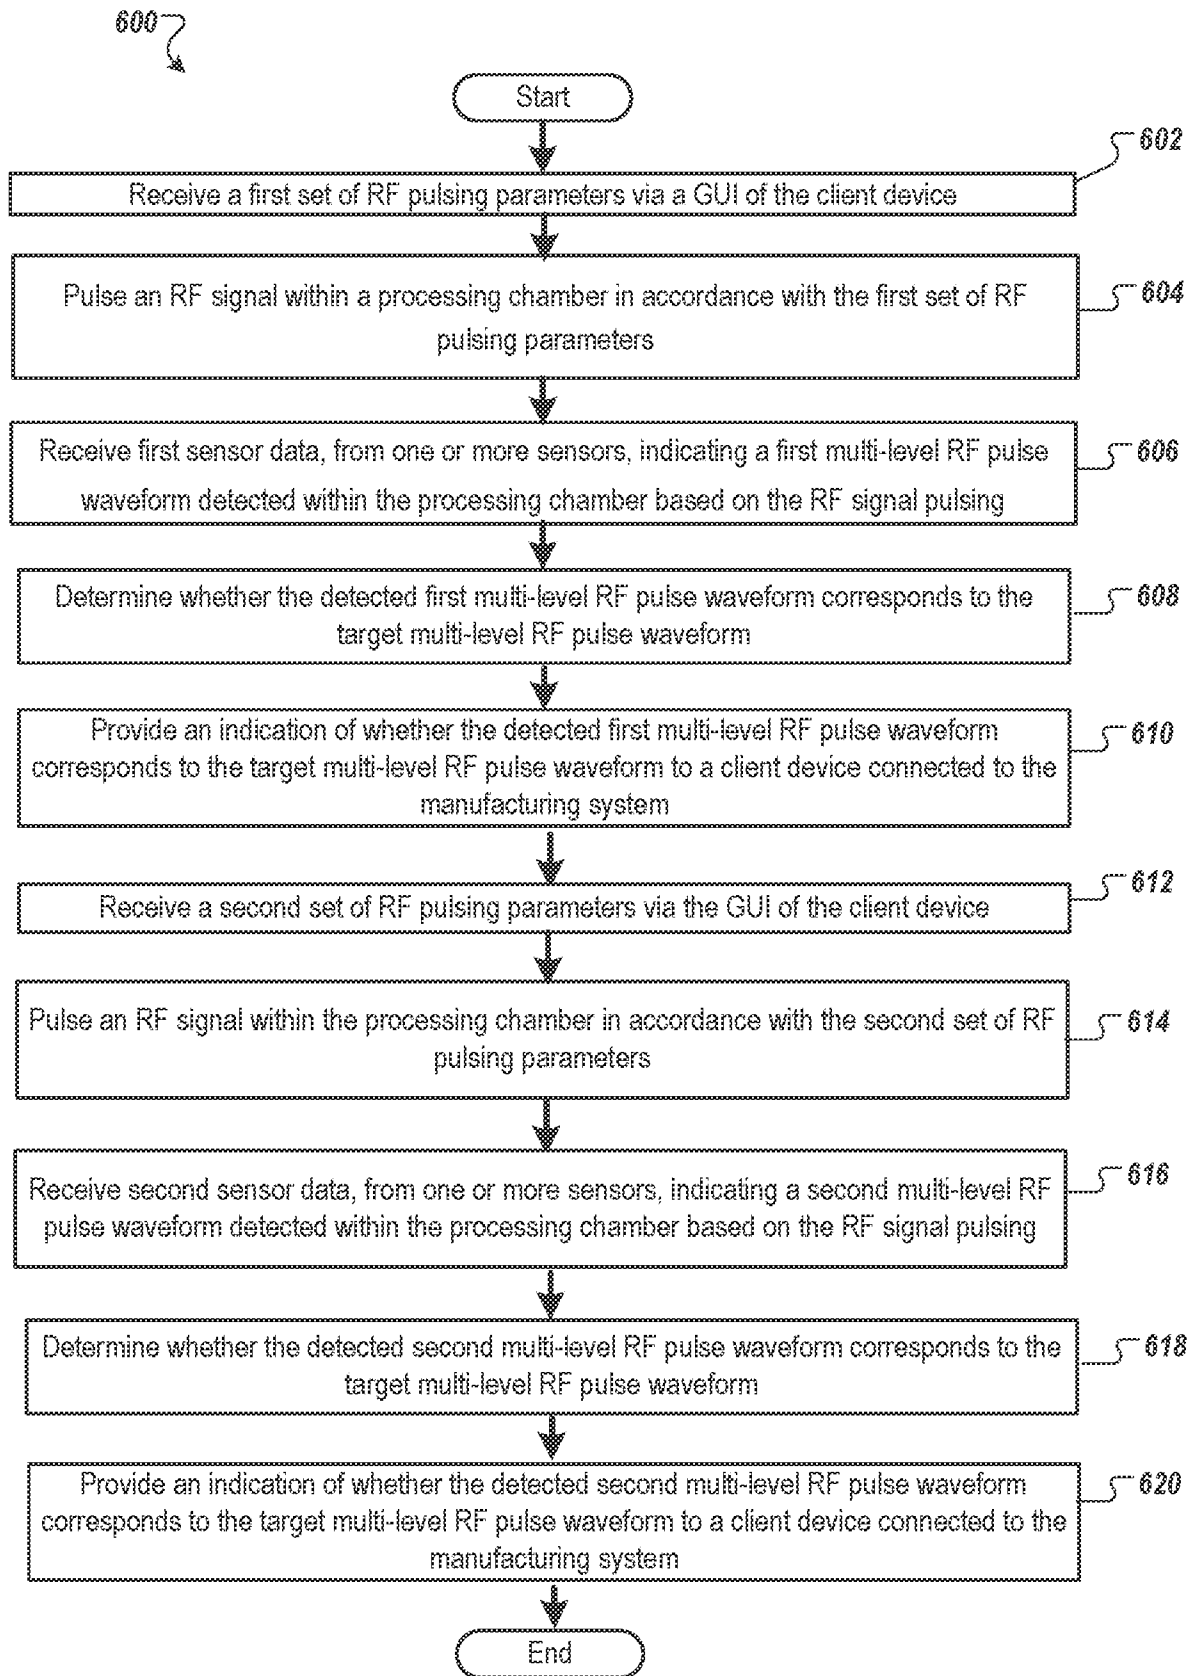 600
Start
602
Receive a first set of RF pulsing parameters via a GUI of the client device
Pulse an RF signal within a processing chamber in accordance with the first set of RF
pulsing parameters
604
Receive first sensor data, from one or more sensors, indicating a first multi-level RF pulse
waveform detected within the processing chamber based on the RF signal pulsing
606
Determine whether the detected first multi-level RF pulse waveform corresponds to the
target multi-level RF pulse waveform
608
Provide an indication of whether the detected first multi-level RF pulse waveform
corresponds to the target multi-level RF pulse waveform to a client device connected to the
manufacturing system
610
Receive a second set of RF pulsing parameters via the GUI of the client device
612
Pulse an RF signal within the processing chamber in accordance with the second set of RF
pulsing parameters
614
Receive second sensor data, from one or more sensors, indicating a second multi-level RF
pulse waveform detected within the processing chamber based on the RF signal pulsing
616
Determine whether the detected second multi-level RF pulse waveform corresponds to the
target multi-level RF pulse waveform
618
Provide an indication of whether the detected second multi-level RF pulse waveform
corresponds to the target multi-level RF pulse waveform to a client device connected to the
manufacturing system
620
End